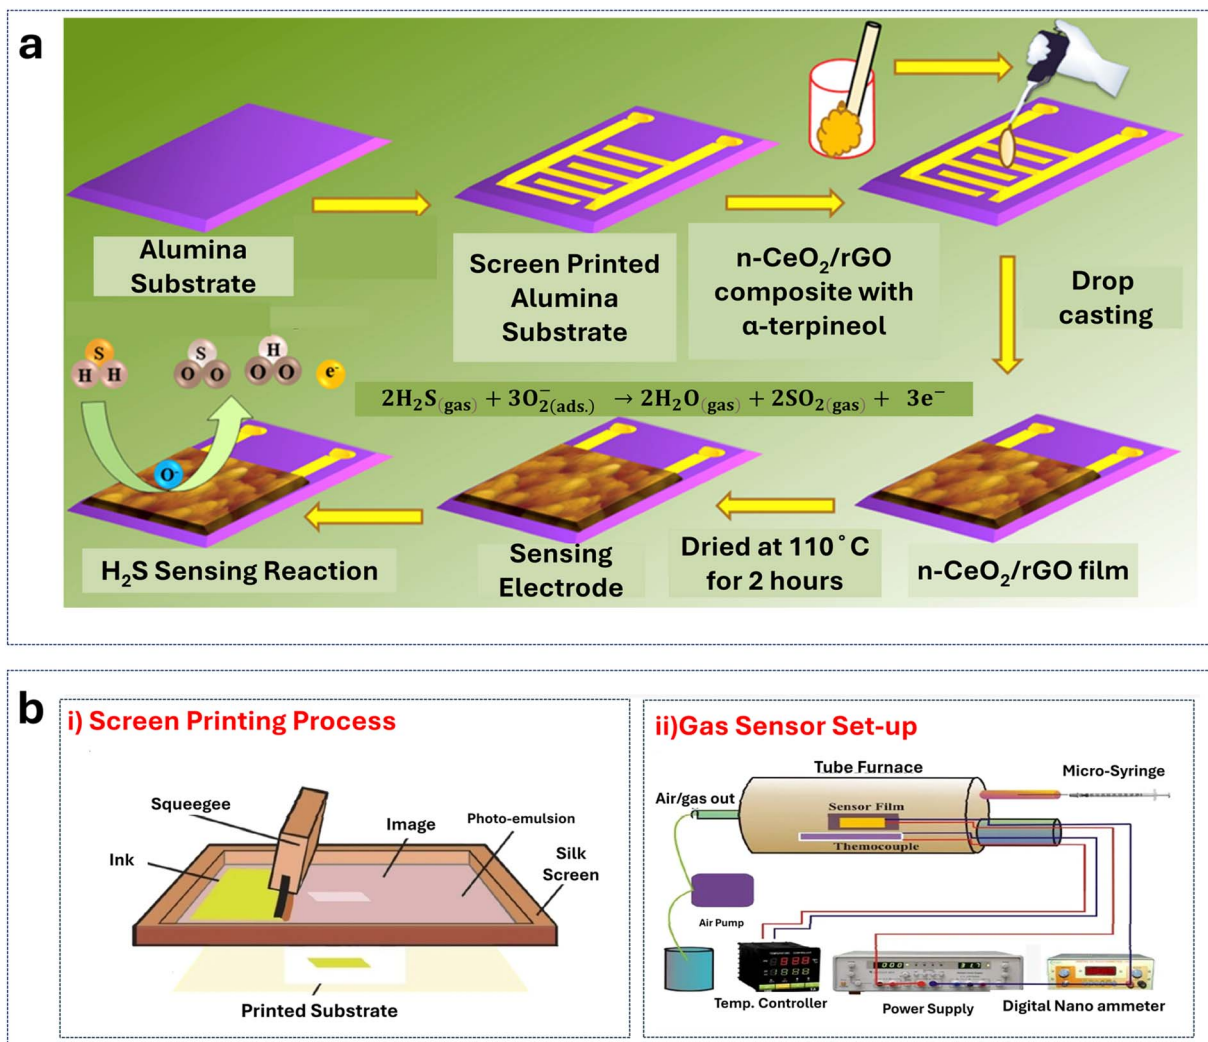 a
Alumina
Substrate
Screen Printed
Alumina
Substrate
n-CeO₂/rGO
composite with
α-terpineol
Drop
casting
S
H H
S
O O
H
O O
e⁻
2H₂S(gas) + 3O₂⁻(ads.) → 2H₂O(gas) + 2SO₂(gas) + 3e⁻
O⁻
H₂S Sensing Reaction
Sensing
Electrode
Dried at 110°C
for 2 hours
n-CeO₂/rGO film
b
i) Screen Printing Process
Squeegee
Image
Photo-emulsion
Ink
Silk
Screen
Printed Substrate
ii)Gas Sensor Set-up
Tube Furnace
Micro-Syringe
Air/gas out
Sensor Film
Themocouple
Air Pump
Temp. Controller
Power Supply
Digital Nano ammeter